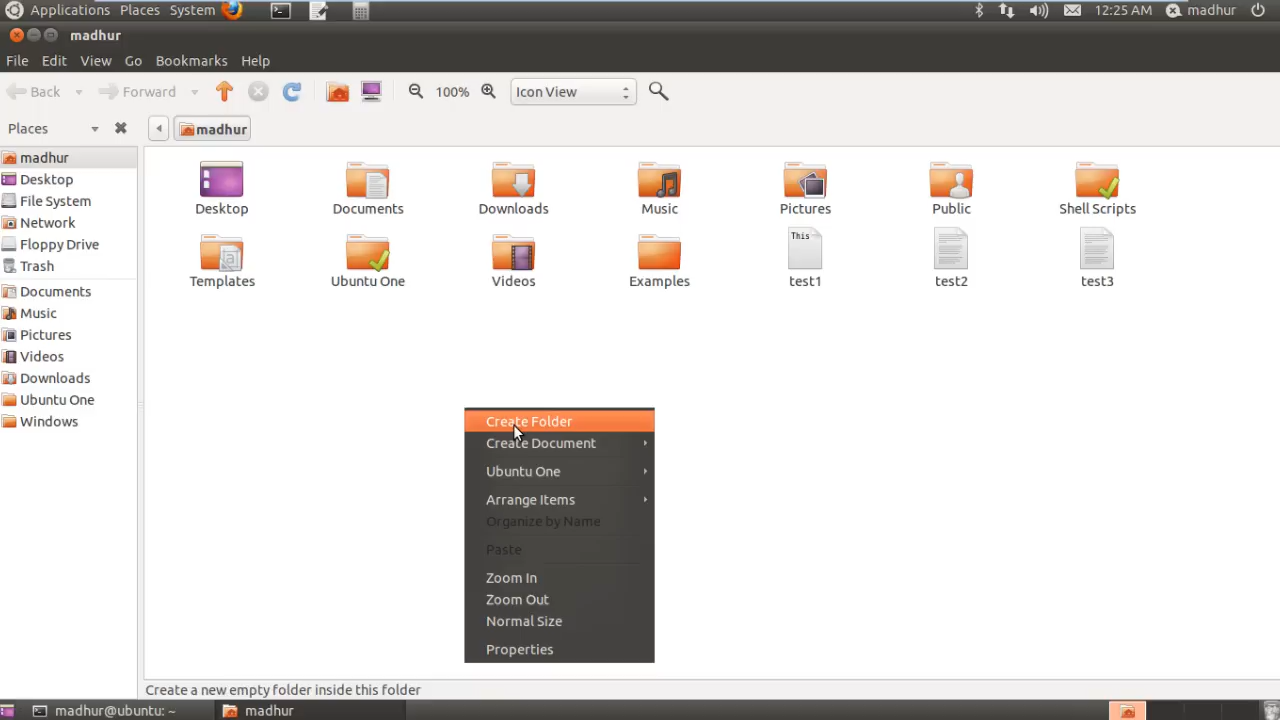 Applications Places System 12:25 AM madhur
madhur
File Edit View Go Bookmarks Help
Back Forward 100% Icon View
Places madhur
madhur
Desktop
File System
Network
Floppy Drive
Trash
Documents
Music
Pictures
Videos
Downloads
Ubuntu One
Windows
Desktop Documents Downloads Music Pictures Public Shell Scripts
This
Templates Ubuntu One Videos Examples test1 test2 test3
Create Folder
Create Document
Ubuntu One
Arrange Items
Organize by Name
Paste
Zoom In
Zoom Out
Normal Size
Properties
Create a new empty folder inside this folder
madhur@ubuntu: ~ madhur